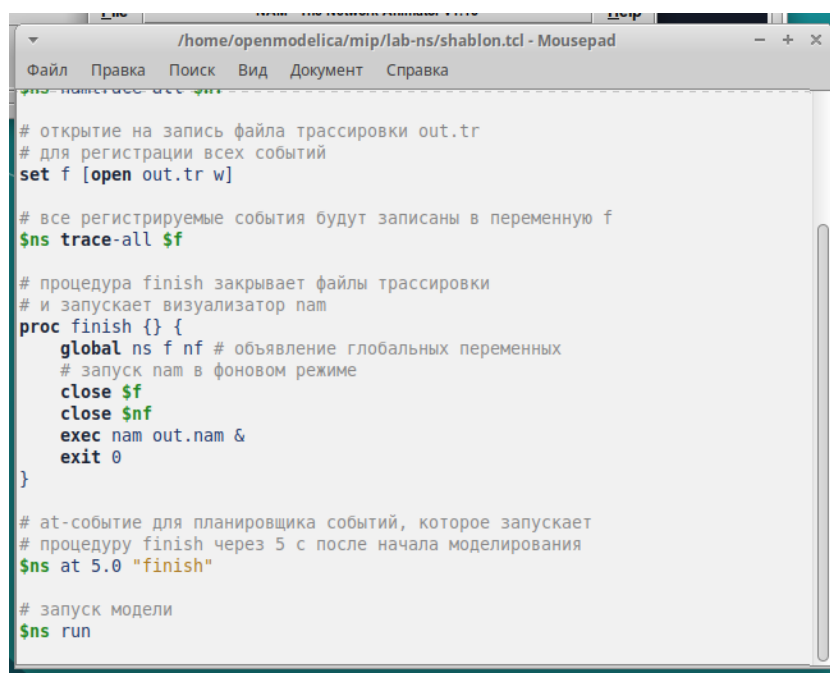 /home/openmodelica/mip/lab-ns/shablon.tcl - Mousepad
Файл Правка Поиск Вид Документ Справка
# открытие на запись файла трассировки out.tr
# для регистрации всех событий
set f [open out.tr w]
# все регистрируемые события будут записаны в переменную f
$ns trace-all $f
# процедура finish закрывает файлы трассировки
# и запускает визуализатор nam
proc finish {} {
    global ns f nf # объявление глобальных переменных
    # запуск nam в фоновом режиме
    close $f
    close $nf
    exec nam out.nam &
    exit 0
}
# at-событие для планировщика событий, которое запускает
# процедуру finish через 5 с после начала моделирования
$ns at 5.0 "finish"
# запуск модели
$ns run